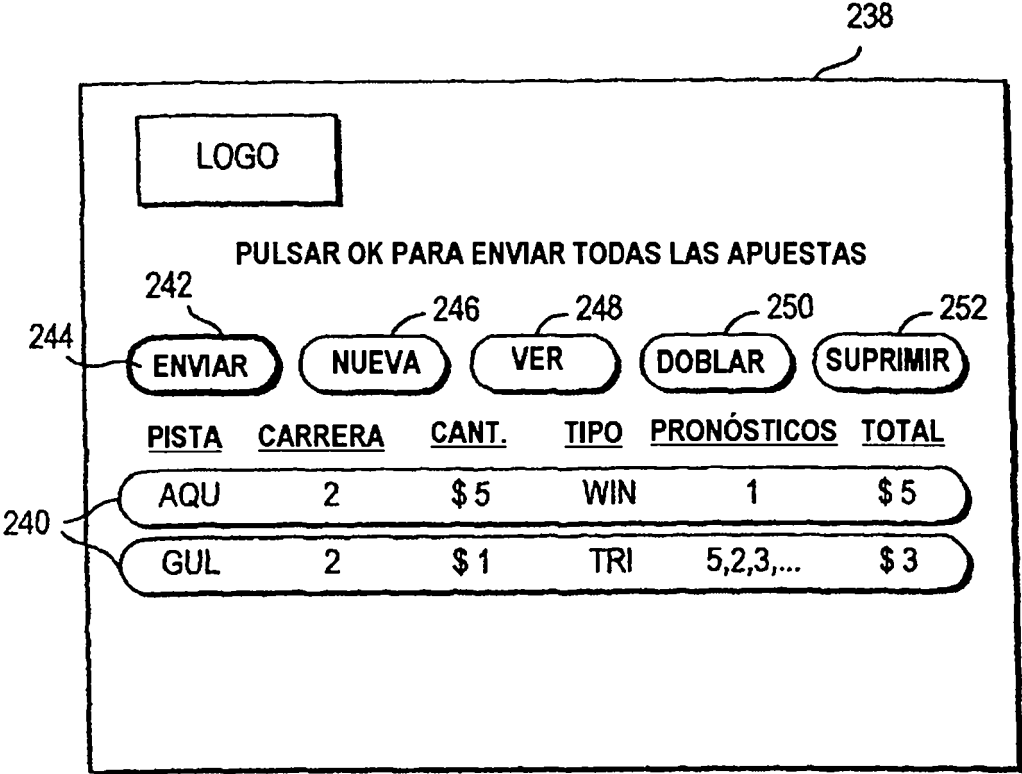 238
LOGO
PULSAR OK PARA ENVIAR TODAS LAS APUESTAS
242 246 248 250 252
244 ENVIAR NUEVA VER DOBLAR SUPRIMIR
PISTA CARRERA CANT. TIPO PRONÓSTICOS TOTAL
AQU 2 $ 5 WIN 1 $ 5
240
GUL 2 $ 1 TRI 5,2,3,... $ 3